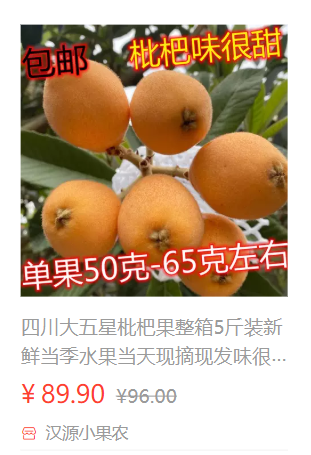 包邮
枇杷味很甜
单果50克-65克左右
四川大五星枇杷果整箱5斤装新
鲜当季水果当天现摘现发味很...
¥ 89.90 ¥96.00
汉源小果农